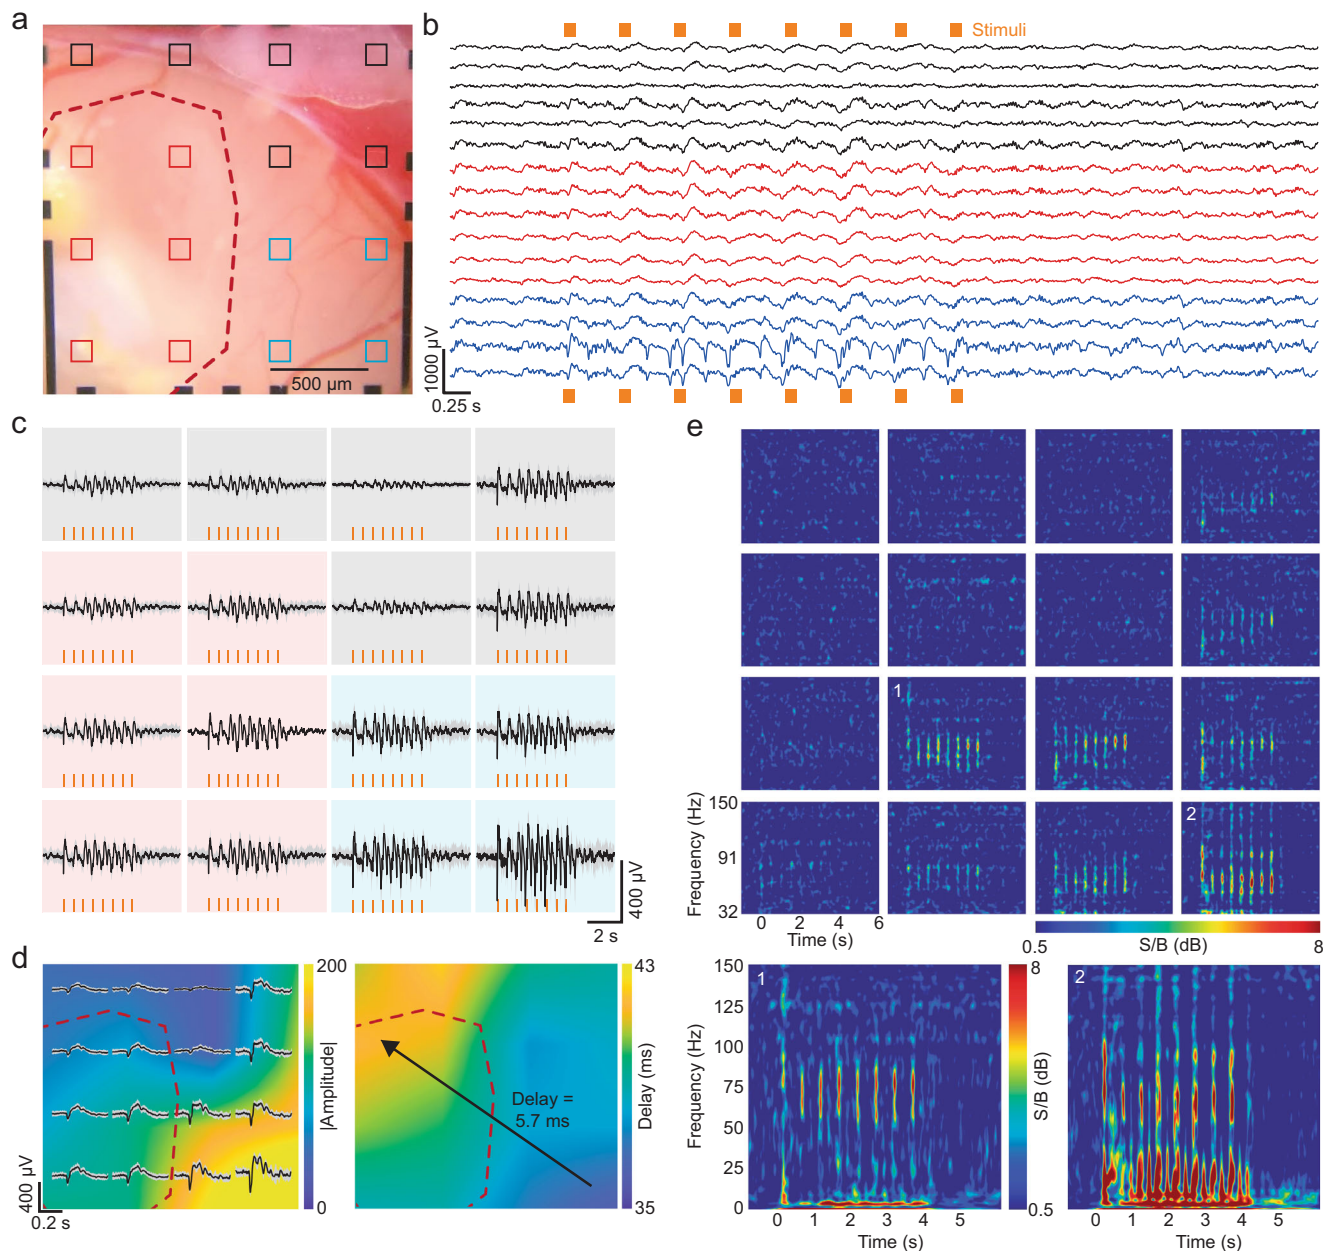 a
500 µm
b
Stimuli
1000 µV
0.25 s
c
400 µV
2 s
d
200
|Amplitude|
0
400 µV
0.2 s
Delay =
5.7 ms
43
Delay (ms)
35
e
1
2
150
91
32
Frequency (Hz)
0 2 4 6
Time (s)
0.5 S/B (dB) 8
1
150
125
100
75
50
25
0
Frequency (Hz)
0 1 2 3 4 5
Time (s)
8
S/B (dB)
0.5
2
0 1 2 3 4 5
Time (s)